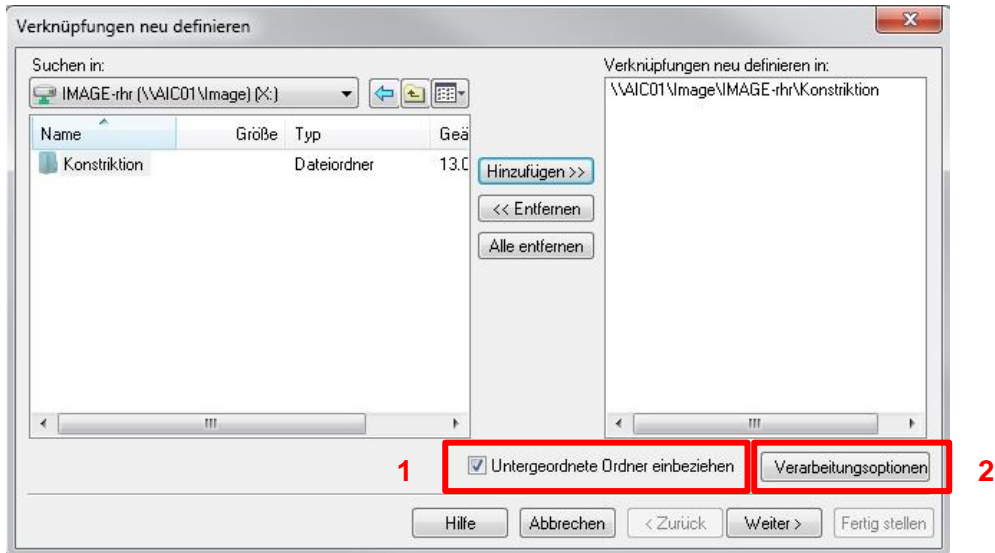 Verknüpfungen neu definieren
Suchen in:
IMAGE-rhr (\\AIC01\Image) (X:)
Name Größe Typ Geä
Konstriktion Dateiordner 13.0
Hinzufügen >>
<< Entfernen
Alle entfernen
Verknüpfungen neu definieren in:
\\AIC01\Image\IMAGE-rhr\Konstriktion
1 Untergeordnete Ordner einbeziehen Verarbeitungsoptionen 2
Hilfe Abbrechen < Zurück Weiter > Fertig stellen